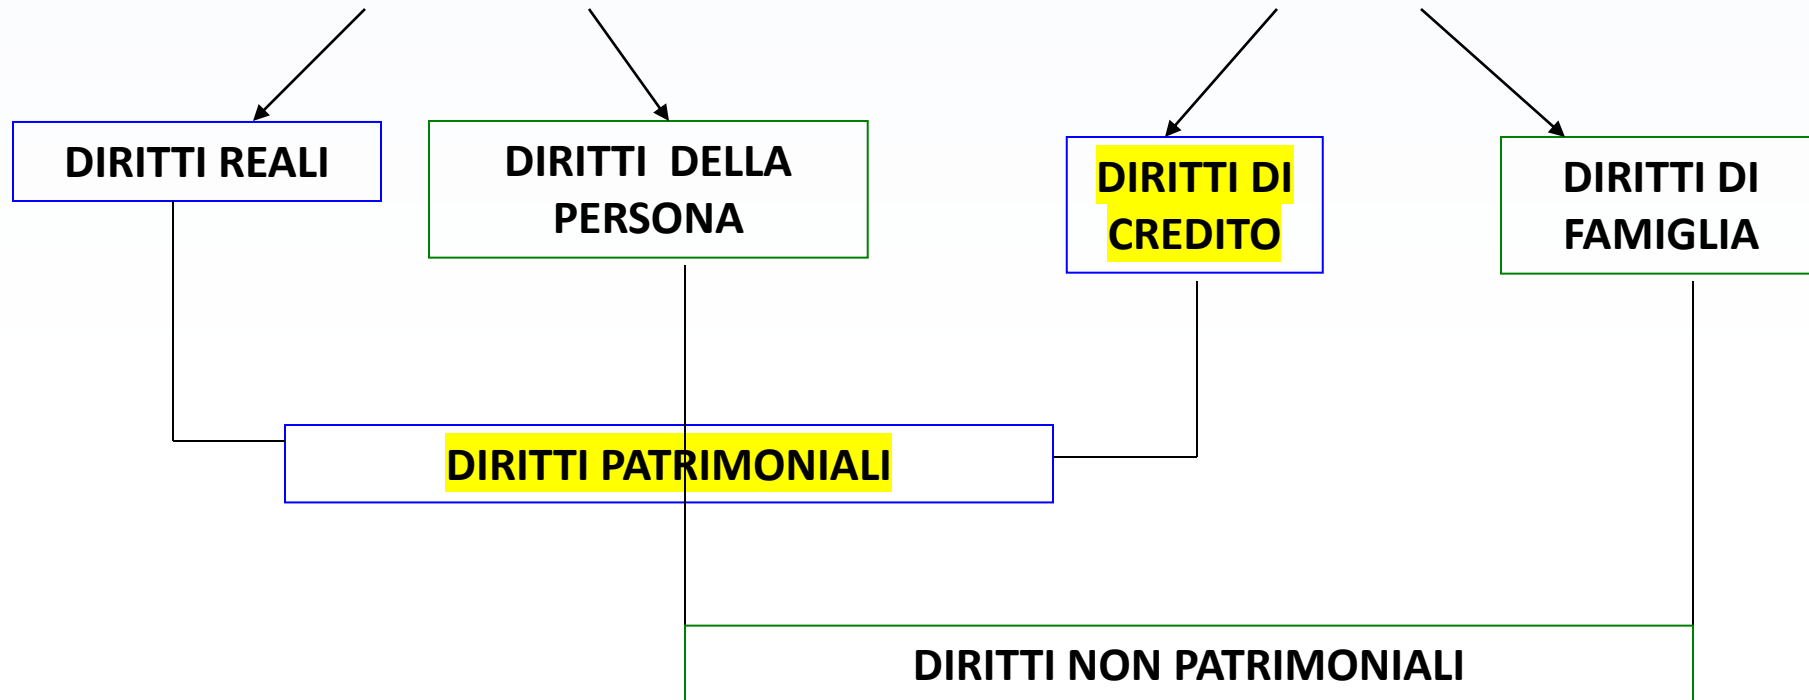 DIRITTI REALI
DIRITTI DELLA
PERSONA
DIRITTI DI
CREDITO
DIRITTI DI
FAMIGLIA
DIRITTI PATRIMONIALI
DIRITTI NON PATRIMONIALI